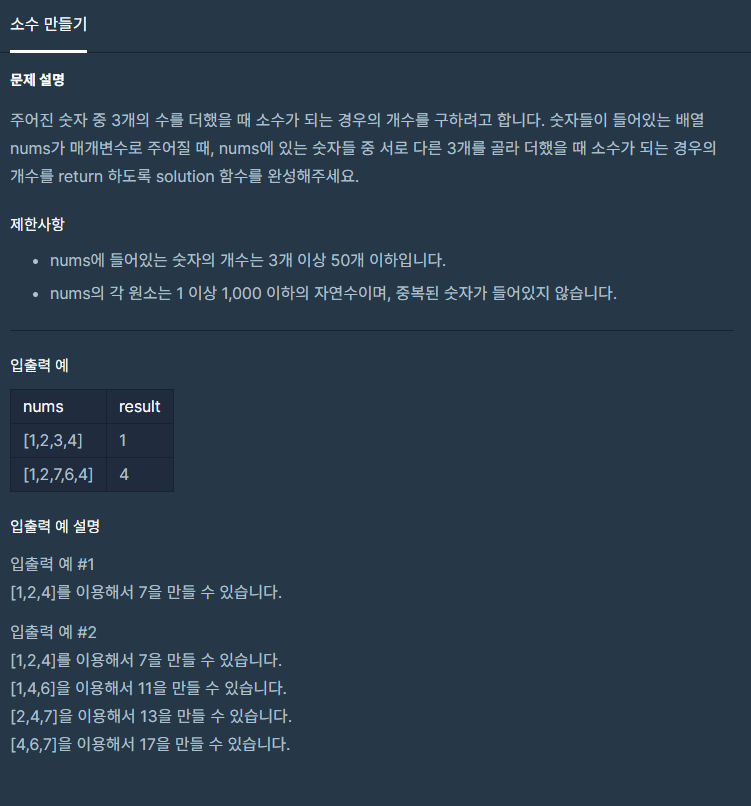 소수 만들기
문제 설명
주어진 숫자 중 3개의 수를 더했을 때 소수가 되는 경우의 개수를 구하려고 합니다. 숫자들이 들어있는 배열
nums가 매개변수로 주어질 때, nums에 있는 숫자들 중 서로 다른 3개를 골라 더했을 때 소수가 되는 경우의
개수를 return 하도록 solution 함수를 완성해주세요.
제한사항
• nums에 들어있는 숫자의 개수는 3개 이상 50개 이하입니다.
• nums의 각 원소는 1 이상 1,000 이하의 자연수이며, 중복된 숫자가 들어있지 않습니다.
입출력 예
nums result
[1,2,3,4] 1
[1,2,7,6,4] 4
입출력 예 설명
입출력 예 #1
[1,2,4]를 이용해서 7을 만들 수 있습니다.
입출력 예 #2
[1,2,4]를 이용해서 7을 만들 수 있습니다.
[1,4,6]을 이용해서 11을 만들 수 있습니다.
[2,4,7]을 이용해서 13을 만들 수 있습니다.
[4,6,7]을 이용해서 17을 만들 수 있습니다.